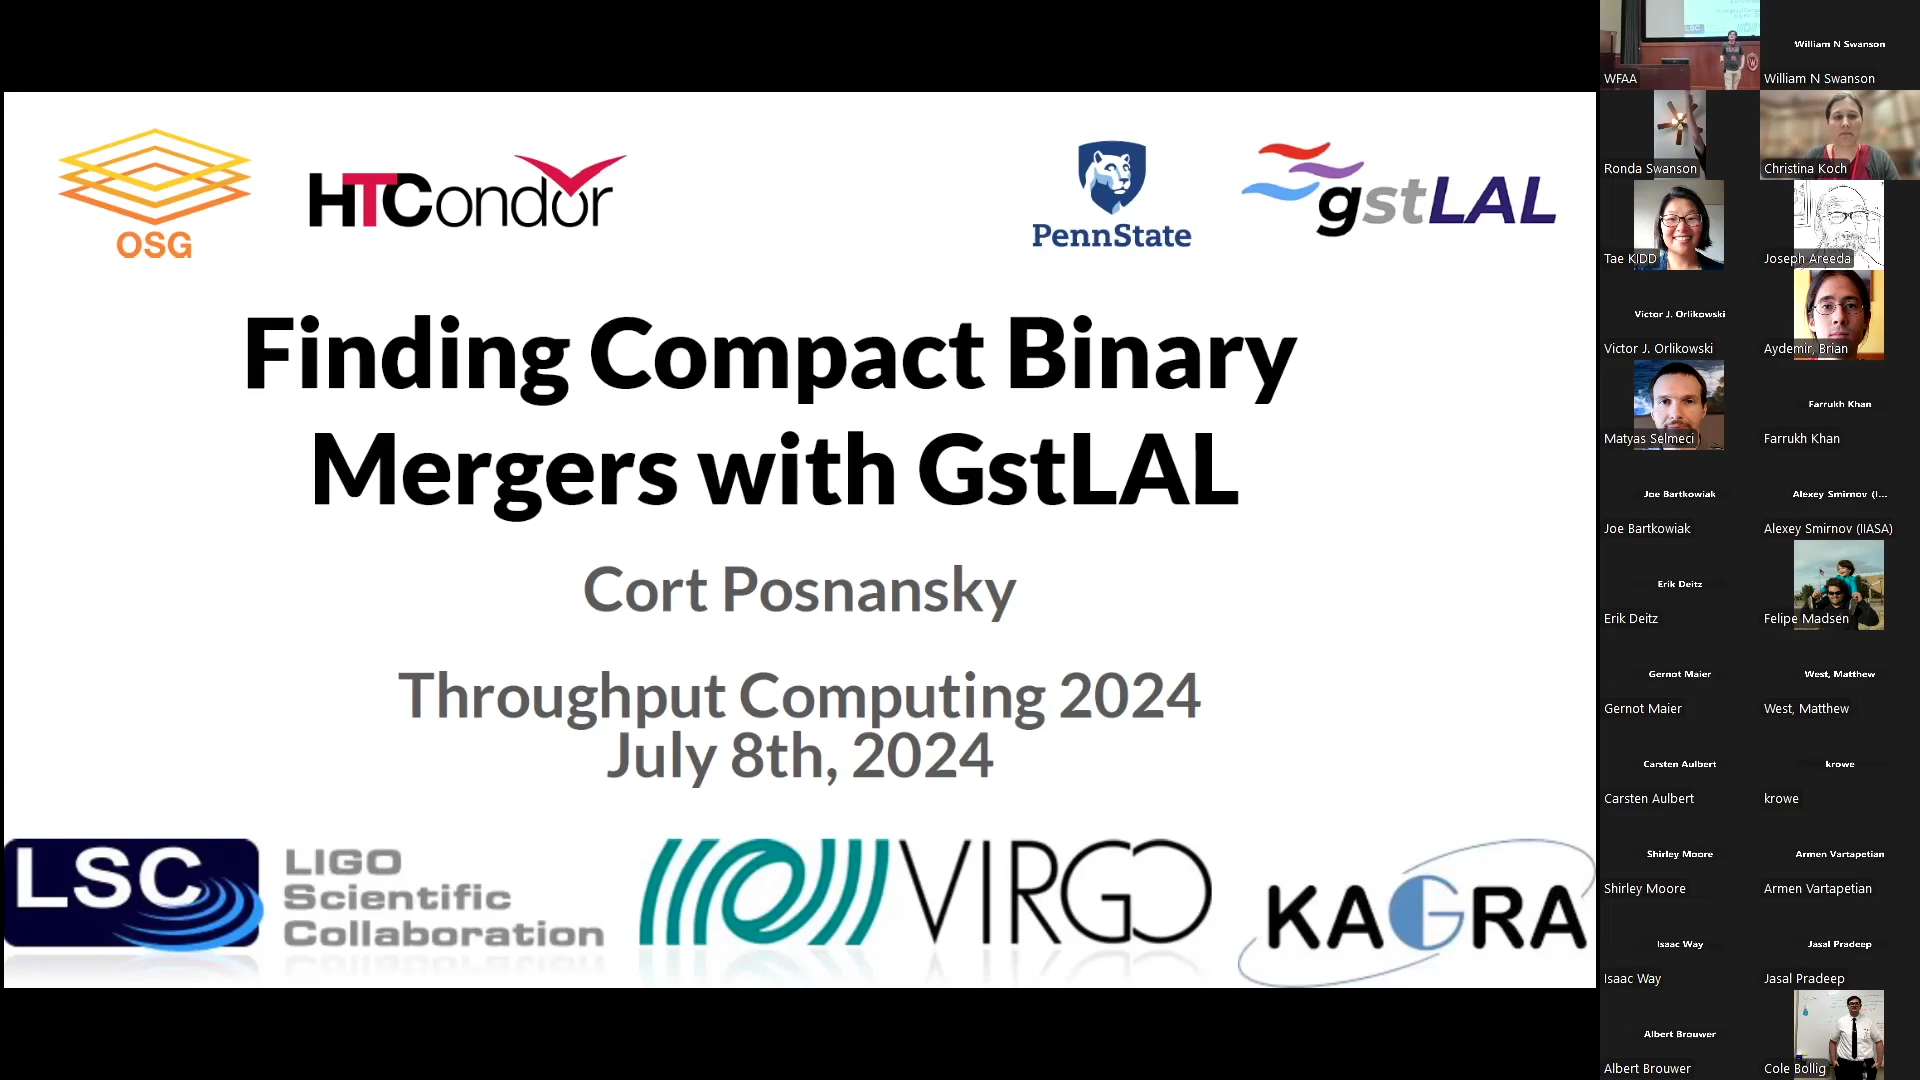 OSG
HTCondor
PennState
gstLAL
Finding Compact Binary
Mergers with GstLAL
Cort Posnansky
Throughput Computing 2024
July 8th, 2024
LSC
LIGO
Scientific
Collaboration
VIRGO
KAGRA
WFAA
William N Swanson
William N Swanson
Ronda Swanson
Christina Koch
Tae KIDD
Joseph Areeda
Victor J. Orlikowski
Victor J. Orlikowski
Aydemir, Brian
Matyas Selmeci
Farrukh Khan
Farrukh Khan
Joe Bartkowiak
Joe Bartkowiak
Alexey Smirnov (I...
Alexey Smirnov (IIASA)
Erik Deitz
Erik Deitz
Felipe Madsen
Gernot Maier
Gernot Maier
West, Matthew
West, Matthew
Carsten Aulbert
Carsten Aulbert
krowe
krowe
Shirley Moore
Shirley Moore
Armen Vartapetian
Armen Vartapetian
Isaac Way
Isaac Way
Jasal Pradeep
Jasal Pradeep
Albert Brouwer
Albert Brouwer
Cole Bollig